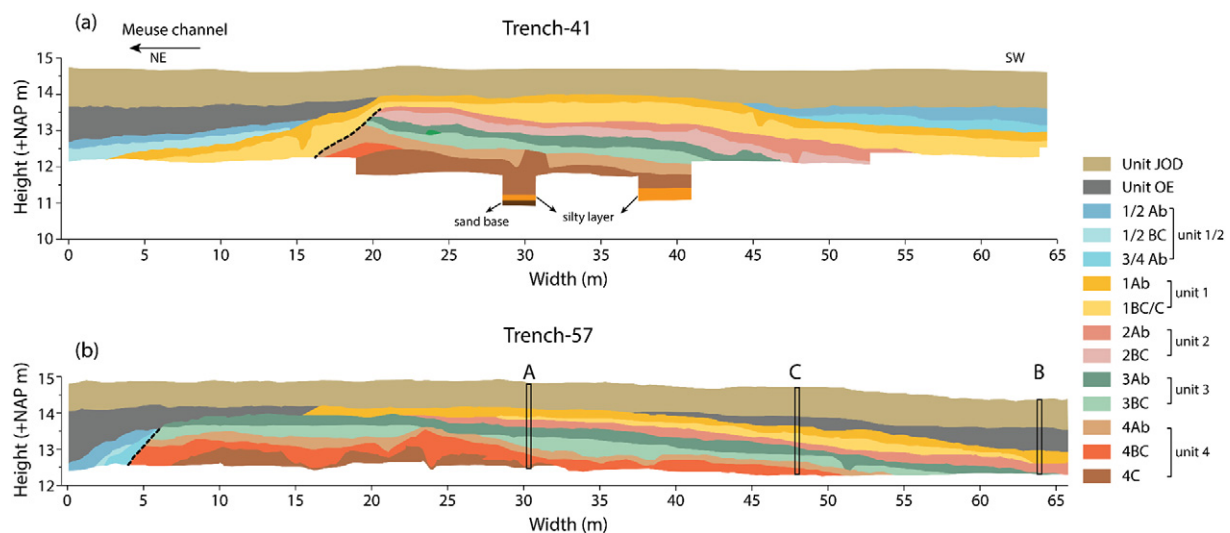 (a)
Trench-41
Meuse channel
NE
SW
Height (+NAP m)
15
14
13
12
11
10
sand base
silty layer
0 5 10 15 20 25 30 35 40 45 50 55 60 65
Width (m)
Unit JOD
Unit OE
1/2 Ab
1/2 BC
unit 1/2
3/4 Ab
1Ab
unit 1
1BC/C
2Ab
unit 2
2BC
3Ab
unit 3
3BC
4Ab
4BC
unit 4
4C
Trench-57
(b)
A
C
B
Height (+NAP m)
15
14
13
12
0 5 10 15 20 25 30 35 40 45 50 55 60 65
Width (m)